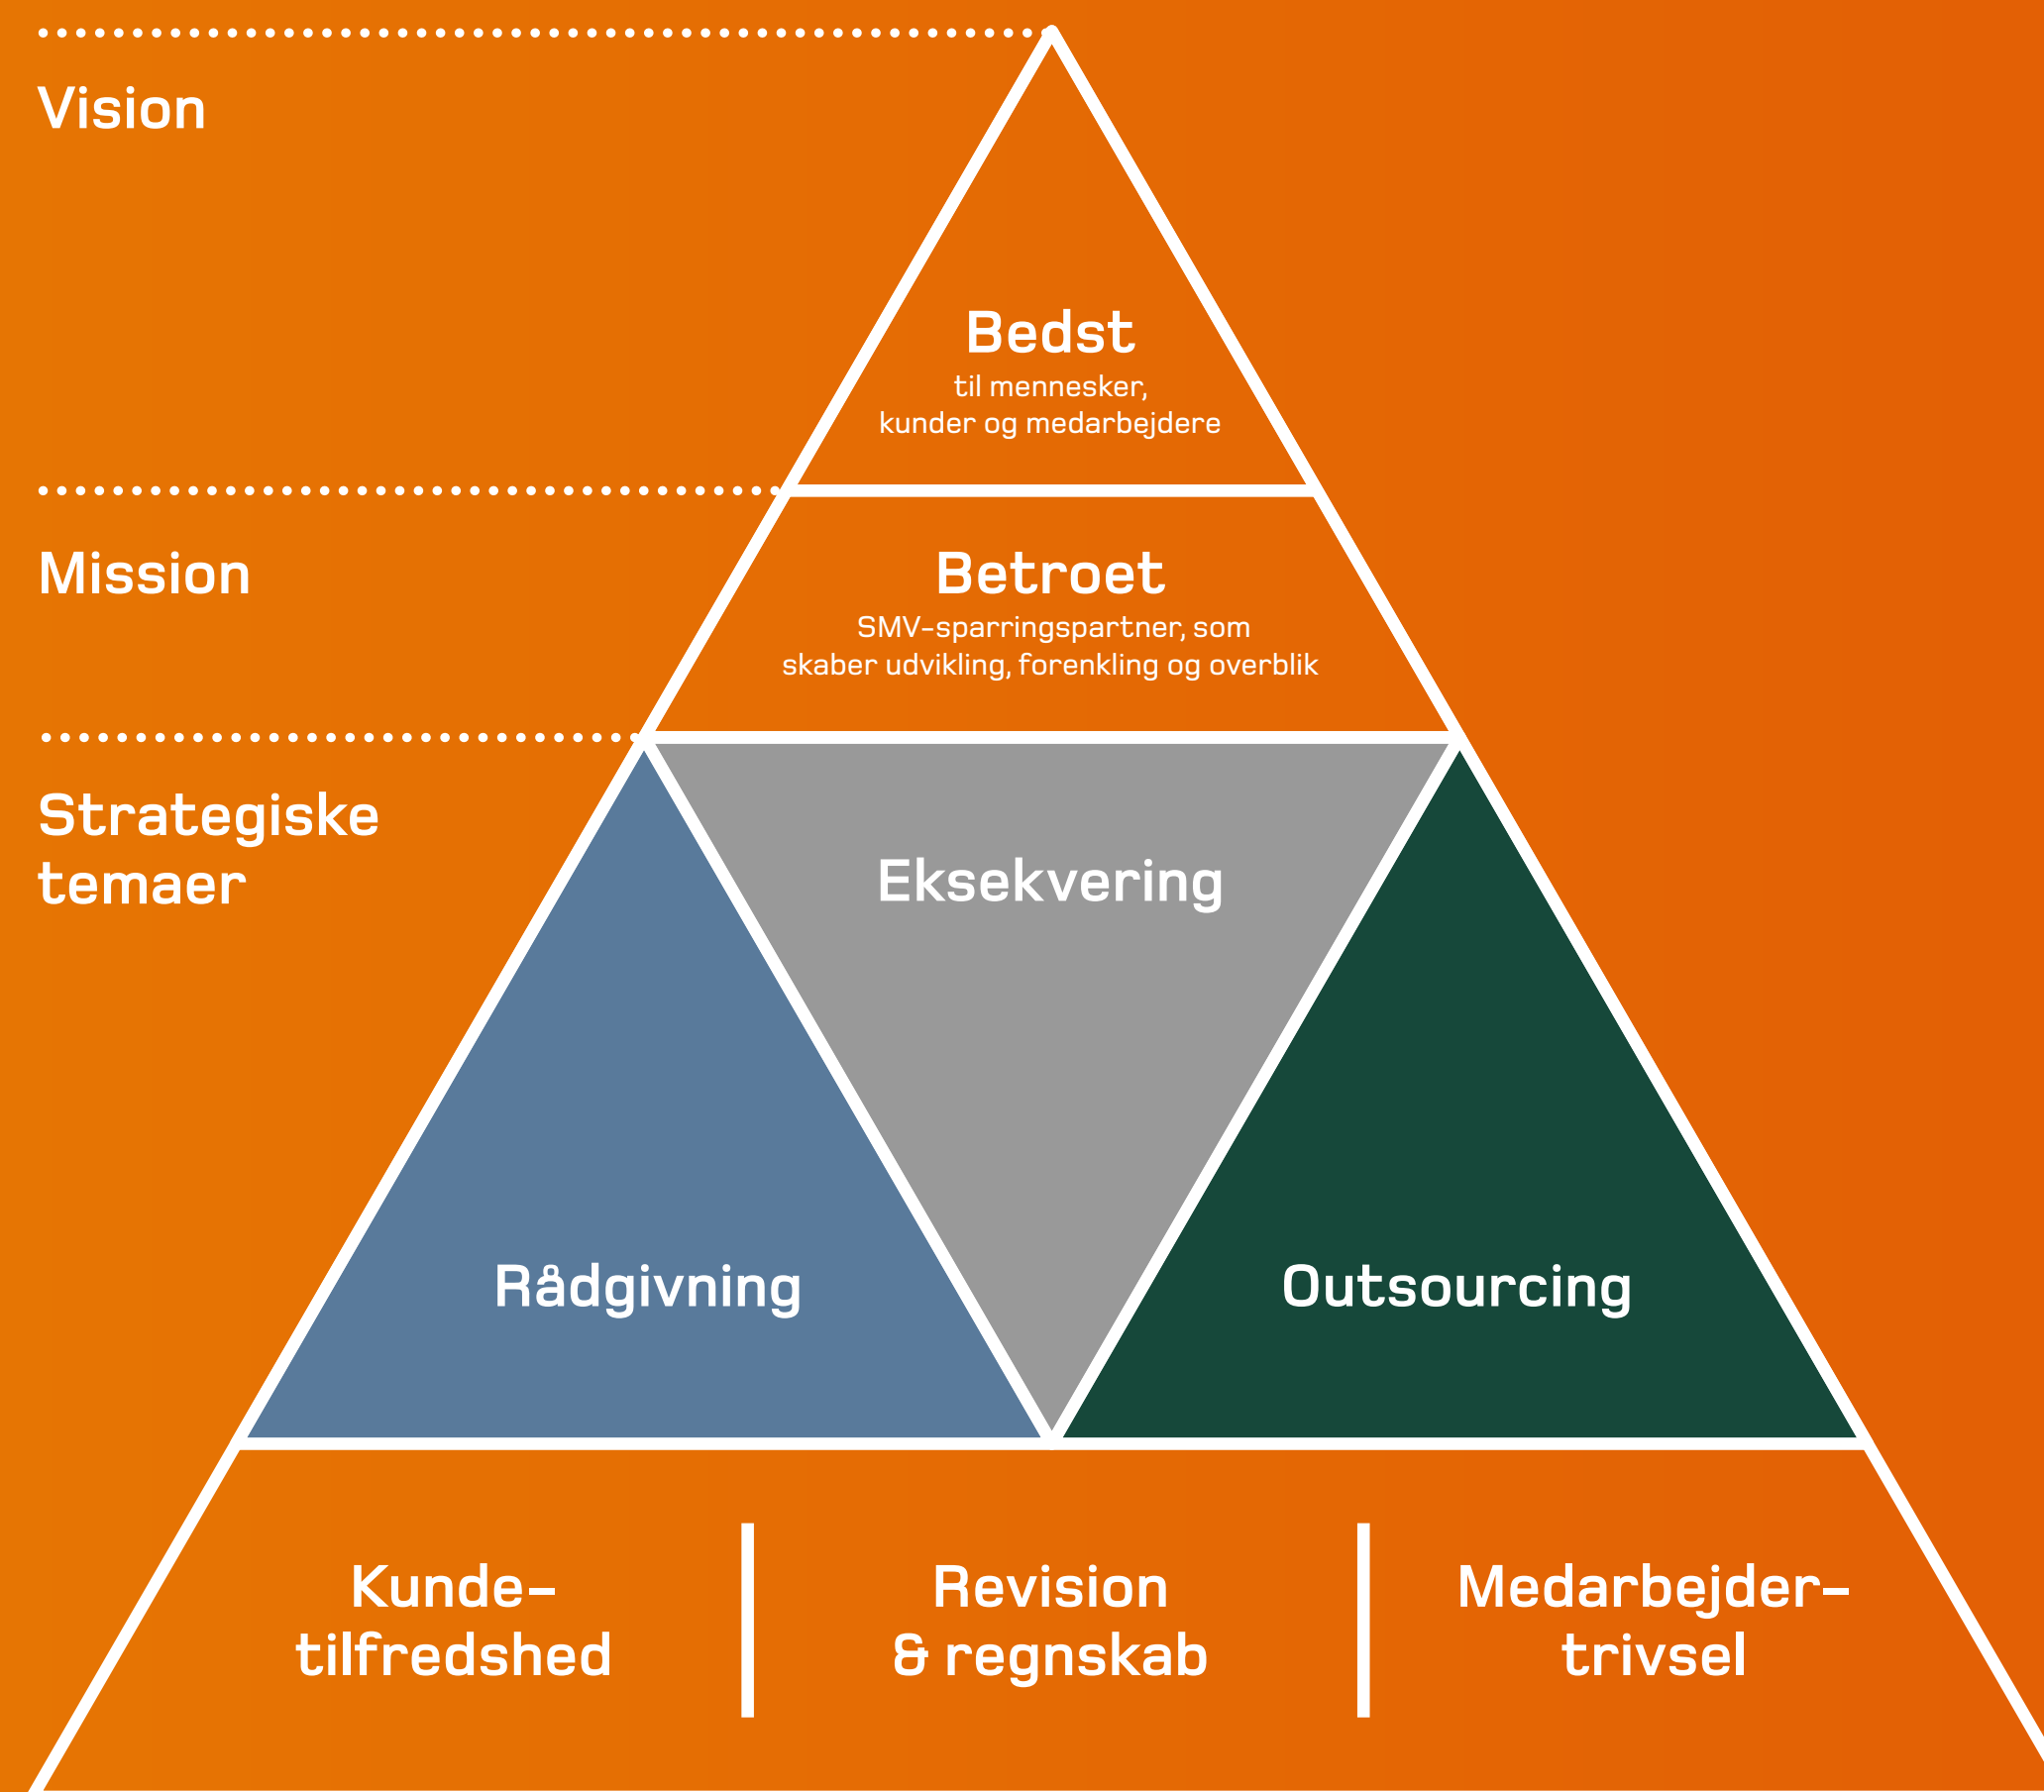 Vision
Bedst
til mennesker,
kunder og medarbejdere
Mission
Betroet
SMV-sparringspartner, som
skaber udvikling, forenkling og overblik
Strategiske
temaer
Eksekvering
Rådgivning
Outsourcing
Kunde-
tilfredshed
Revision
& regnskab
Medarbejder-
trivsel